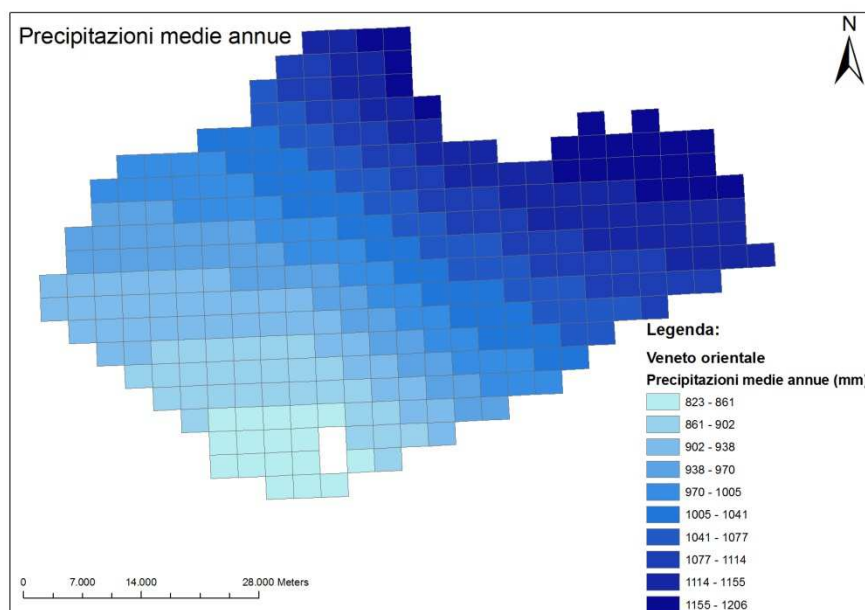 Precipitazioni medie annue
N
Legenda:
Veneto orientale
Precipitazioni medie annue (mm)
823 - 861
861 - 902
902 - 938
938 - 970
970 - 1005
1005 - 1041
1041 - 1077
1077 - 1114
1114 - 1155
1155 - 1206
0 7.000 14.000 28.000 Meters